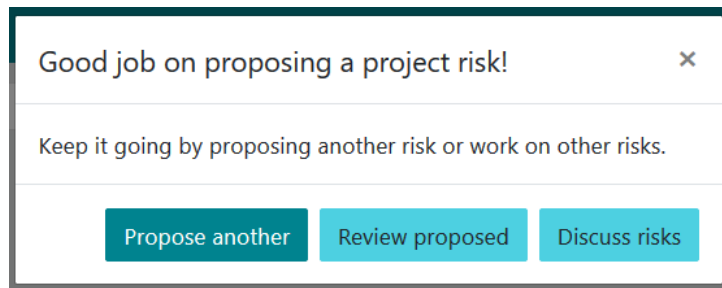 Good job on proposing a project risk!
×
Keep it going by proposing another risk or work on other risks.
Propose another
Review proposed
Discuss risks